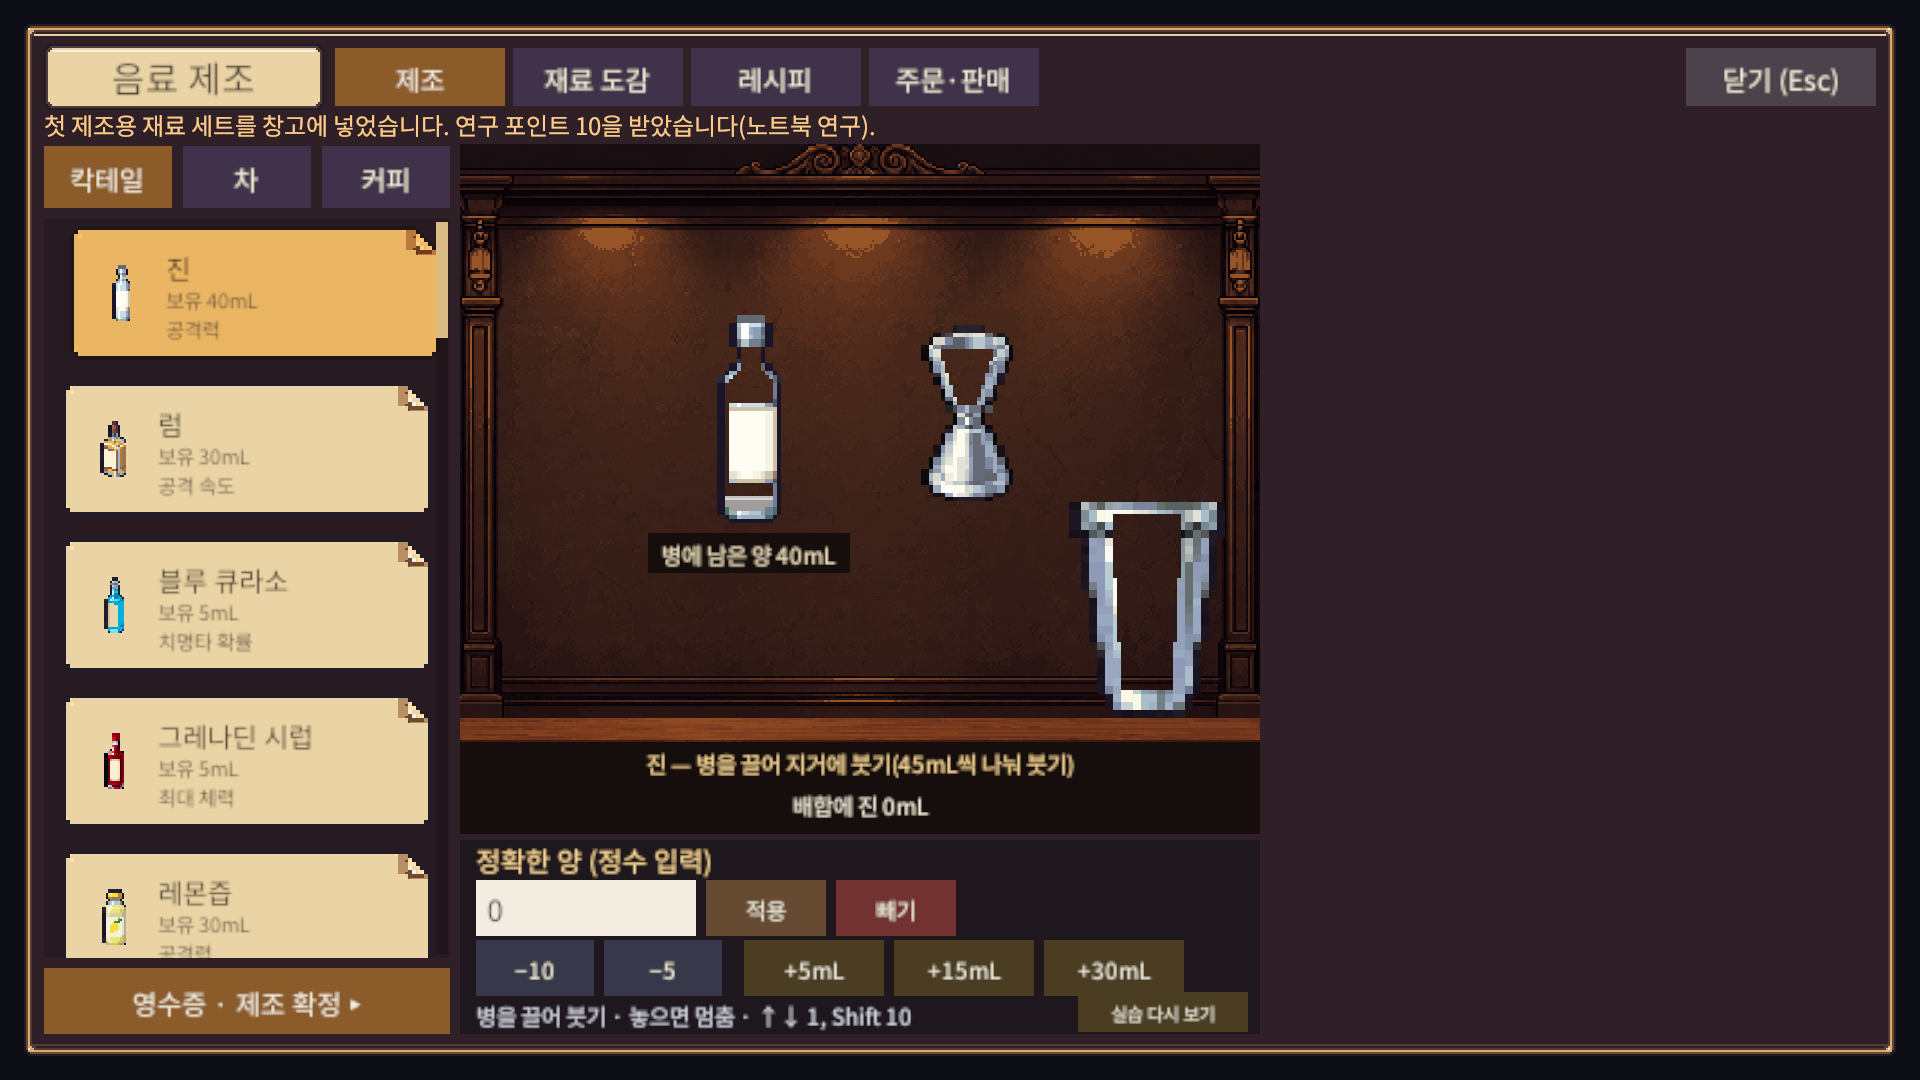 음료 제조
제조
재료 도감
레시피
주문·판매
닫기 (Esc)
첫 제조용 재료 세트를 창고에 넣었습니다. 연구 포인트 10을 받았습니다(노트북 연구).
칵테일
차
커피
진
보유 40mL
공격력
럼
보유 30mL
공격 속도
블루 큐라소
보유 5mL
치명타 확률
그레나딘 시럽
보유 5mL
최대 체력
레몬즙
보유 30mL
공격력
영수증 · 제조 확정 ▸
병에 남은 양 40mL
진 — 병을 끌어 지거에 붓기(45mL씩 나눠 붓기)
배합에 진 0mL
정확한 양 (정수 입력)
0
적용
빼기
−10
−5
+5mL
+15mL
+30mL
병을 끌어 붓기 · 놓으면 멈춤 · ↑↓ 1, Shift 10
실습 다시 보기